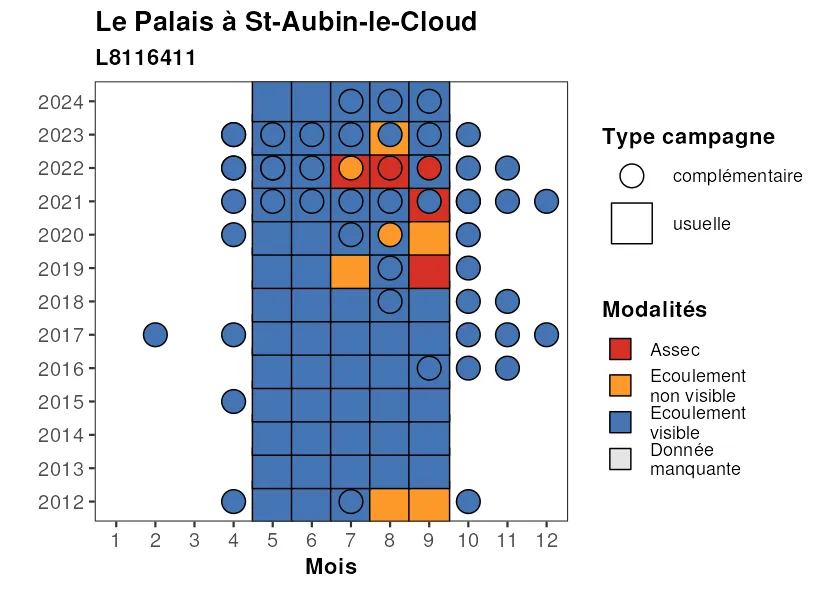 Le Palais à St-Aubin-le-Cloud
L8116411
2024
2023
2022
2021
2020
2019
2018
2017
2016
2015
2014
2013
2012
1 2 3 4 5 6 7 8 9 10 11 12
Mois
Type campagne
complémentaire
usuelle
Modalités
Assec
Ecoulement
non visible
Ecoulement
visible
Donnée
manquante